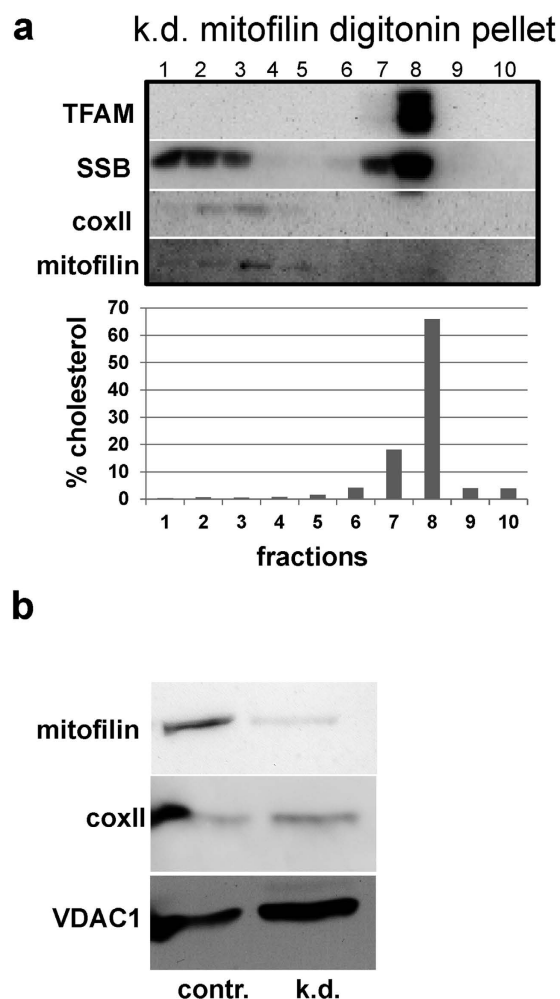 a
k.d. mitofilin digitonin pellet
1 2 3 4 5 6 7 8 9 10
TFAM
SSB
coxII
mitofilin
70
60
50
40
30
20
10
0
% cholesterol
1 2 3 4 5 6 7 8 9 10
fractions
b
mitofilin
coxII
VDAC1
contr. k.d.